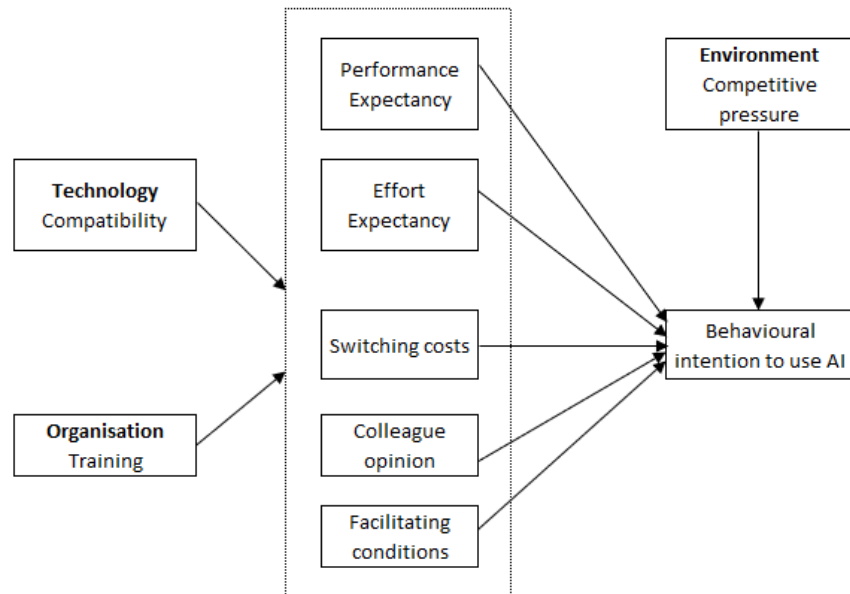 Performance
Expectancy
Environment
Competitive
pressure
Technology
Compatibility
Effort
Expectancy
Switching costs
Behavioural
intention to use AI
Organisation
Training
Colleague
opinion
Facilitating
conditions